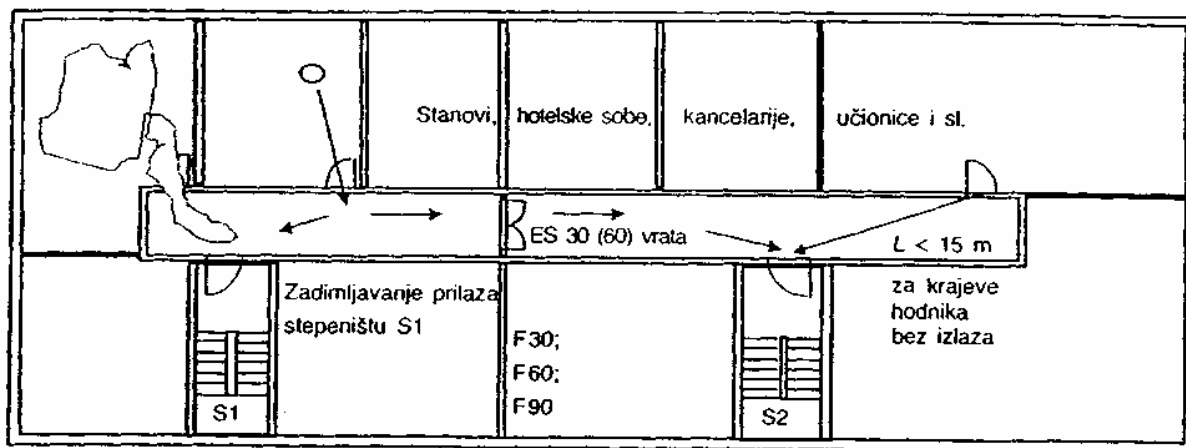 Stanovi, hotelske sobe, kancelarije, učionice i sl.
ES 30 (60) vrata
L < 15 m
za krajeve
hodnika
bez izlaza
Zadimljavanje prilaza
stepeništu S1
F30;
F60;
F90
S1
S2